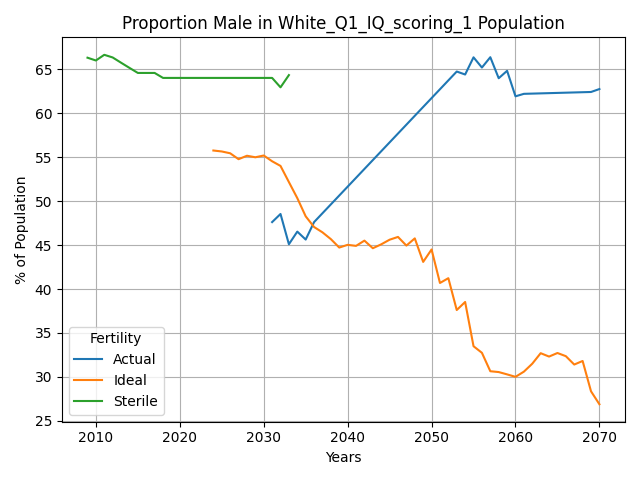 Proportion Male in White_Q1_IQ_scoring_1 Population
% of Population
65
60
55
50
45
40
35
30
25
Fertility
Actual
Ideal
Sterile
2010 2020 2030 2040 2050 2060 2070
Years